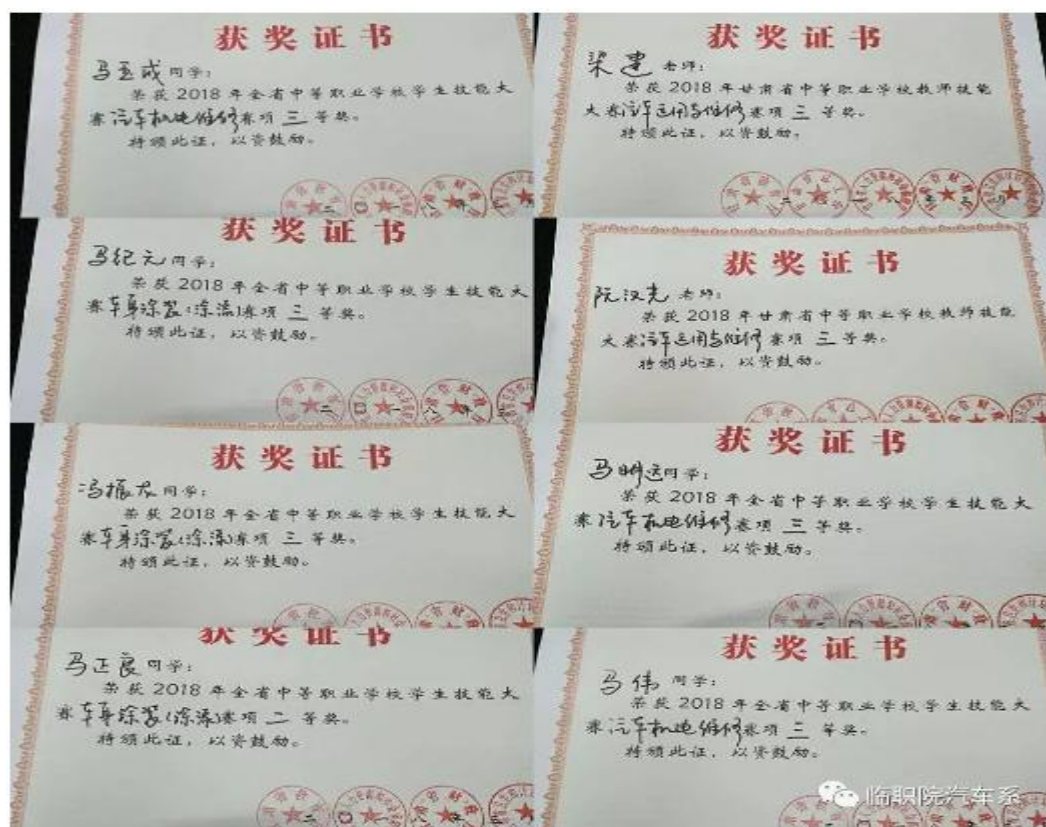 获奖证书
马玉成同学：
荣获2018年全省中等职业学校学生技能大
赛汽车机电维修赛项 三 等奖。
特颁此证，以资鼓励。
获奖证书
梁建老师：
荣获2018年甘肃省中等职业学校教师技能
大赛汽车运用与维修赛项 三 等奖。
特颁此证，以资鼓励。
获奖证书
马纪元同学：
荣获2018年全省中等职业学校学生技能大
赛车身涂装(涂漆)赛项 三 等奖。
特颁此证，以资鼓励。
获奖证书
阮汉光老师：
荣获2018年甘肃省中等职业学校教师技能
大赛汽车运用与维修赛项 三 等奖。
特颁此证，以资鼓励。
获奖证书
冯振龙同学：
荣获2018年全省中等职业学校学生技能大
赛车身涂装(涂漆)赛项 三 等奖。
特颁此证，以资鼓励。
获奖证书
马明远同学：
荣获2018年全省中等职业学校学生技能大
赛汽车机电维修赛项 三 等奖。
特颁此证，以资鼓励。
获奖证书
马正良同学：
荣获2018年全省中等职业学校学生技能大
赛车身涂装(涂漆)赛项 二 等奖。
特颁此证，以资鼓励。
获奖证书
马伟同学：
荣获2018年全省中等职业学校学生技能大
赛汽车机电维修赛项 三 等奖。
特颁此证，以资鼓励。
临职院汽车系